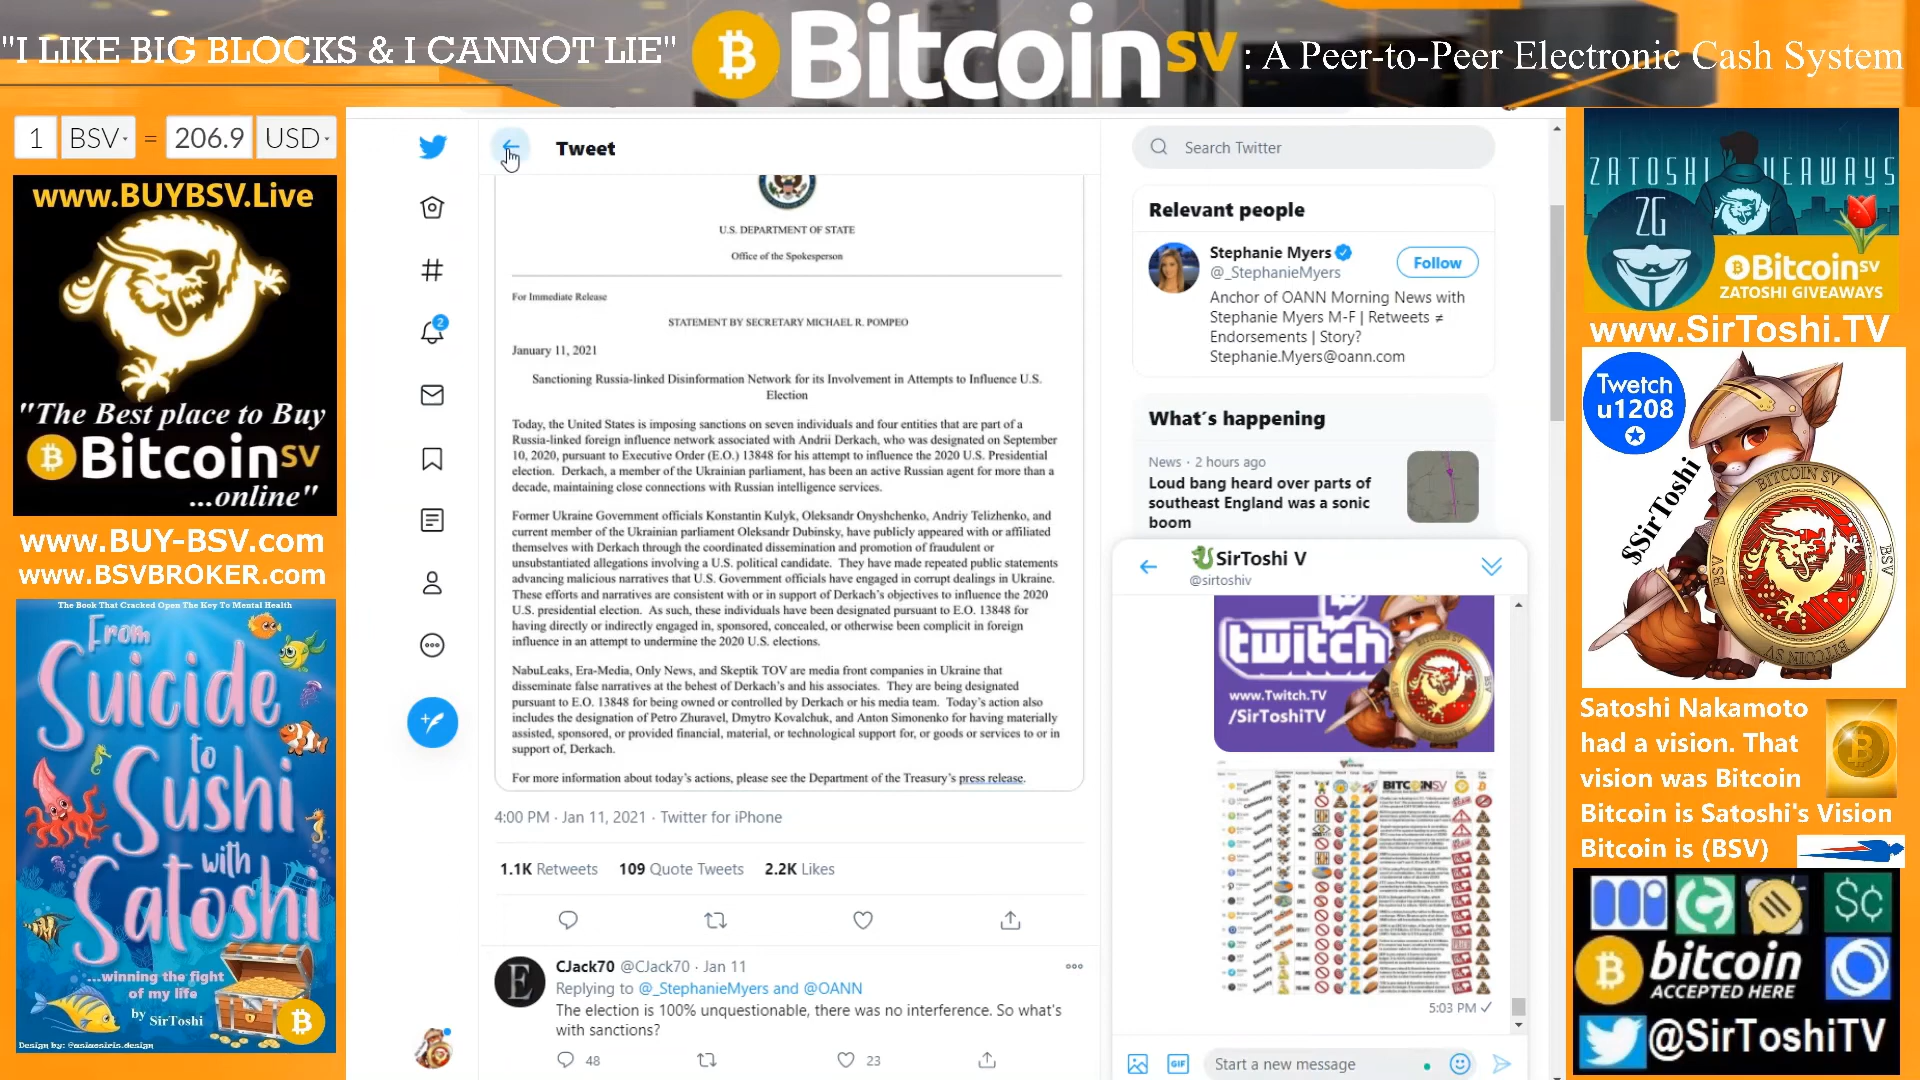 "I LIKE BIG BLOCKS & I CANNOT LIE"
BitcoinSV : A Peer-to-Peer Electronic Cash System
1 BSV = 206.9 USD
www.BUYBSV.Live
"The Best place to Buy
BitcoinSV
...online"
www.BUY-BSV.com
www.BSVBROKER.com
The Book That Cracked Open The Key To Mental Health
From
Suicide
to
Sushi
with
Satoshi
...winning the fight
of my life
by SirToshi
Design by: @asiaosiris.design
Tweet
U.S. DEPARTMENT OF STATE
Office of the Spokesperson
For Immediate Release
STATEMENT BY SECRETARY MICHAEL R. POMPEO
January 11, 2021
Sanctioning Russia-linked Disinformation Network for its Involvement in Attempts to Influence U.S.
Election
Today, the United States is imposing sanctions on seven individuals and four entities that are part of a
Russia-linked foreign influence network associated with Andrii Derkach, who was designated on September
10, 2020, pursuant to Executive Order (E.O.) 13848 for his attempt to influence the 2020 U.S. Presidential
election. Derkach, a member of the Ukrainian parliament, has been an active Russian agent for more than a
decade, maintaining close connections with Russian intelligence services.
Former Ukraine Government officials Konstantin Kulyk, Oleksandr Onyshchenko, Andriy Telizhenko, and
current member of the Ukrainian parliament Oleksandr Dubinsky, have publicly appeared with or affiliated
themselves with Derkach through the coordinated dissemination and promotion of fraudulent or
unsubstantiated allegations involving a U.S. political candidate. They have made repeated public statements
advancing malicious narratives that U.S. Government officials have engaged in corrupt dealings in Ukraine.
These efforts and narratives are consistent with or in support of Derkach's objectives to influence the 2020
U.S. presidential election. As such, these individuals have been designated pursuant to E.O. 13848 for
having directly or indirectly engaged in, sponsored, concealed, or otherwise been complicit in foreign
influence in an attempt to undermine the 2020 U.S. elections.
NabuLeaks, Era-Media, Only News, and Skeptik TOV are media front companies in Ukraine that
disseminate false narratives at the behest of Derkach's and his associates. They are being designated
pursuant to E.O. 13848 for being owned or controlled by Derkach or his media team. Today's action also
includes the designation of Petro Zhuravel, Dmytro Kovalchuk, and Anton Simonenko for having materially
assisted, sponsored, or provided financial, material, or technological support for, or goods or services to or in
support of, Derkach.
For more information about today's actions, please see the Department of the Treasury's press release.
4:00 PM · Jan 11, 2021 · Twitter for iPhone
1.1K Retweets 109 Quote Tweets 2.2K Likes
CJack70 @CJack70 · Jan 11
Replying to @_StephanieMyers and @OANN
The election is 100% unquestionable, there was no interference. So what's
with sanctions?
48 23
2
Search Twitter
Relevant people
Stephanie Myers
@_StephanieMyers
Follow
Anchor of OANN Morning News with
Stephanie Myers M-F | Retweets ≠
Endorsements | Story?
Stephanie.Myers@oann.com
What´s happening
News · 2 hours ago
Loud bang heard over parts of
southeast England was a sonic
boom
SirToshi V
@sirtoshiv
twitch
www.Twitch.TV
/SirToshiTV
BITCOINSV
5:03 PM
GIF
Start a new message
ZG
BitcoinSV
ZATOSHI GIVEAWAYS
www.SirToshi.TV
Twetch
u1208
$SirToshi
BITCOIN SV
BSV
BSV
Satoshi Nakamoto
had a vision. That
vision was Bitcoin
Bitcoin is Satoshi's Vision
Bitcoin is (BSV)
bitcoin
ACCEPTED HERE
@SirToshiTV